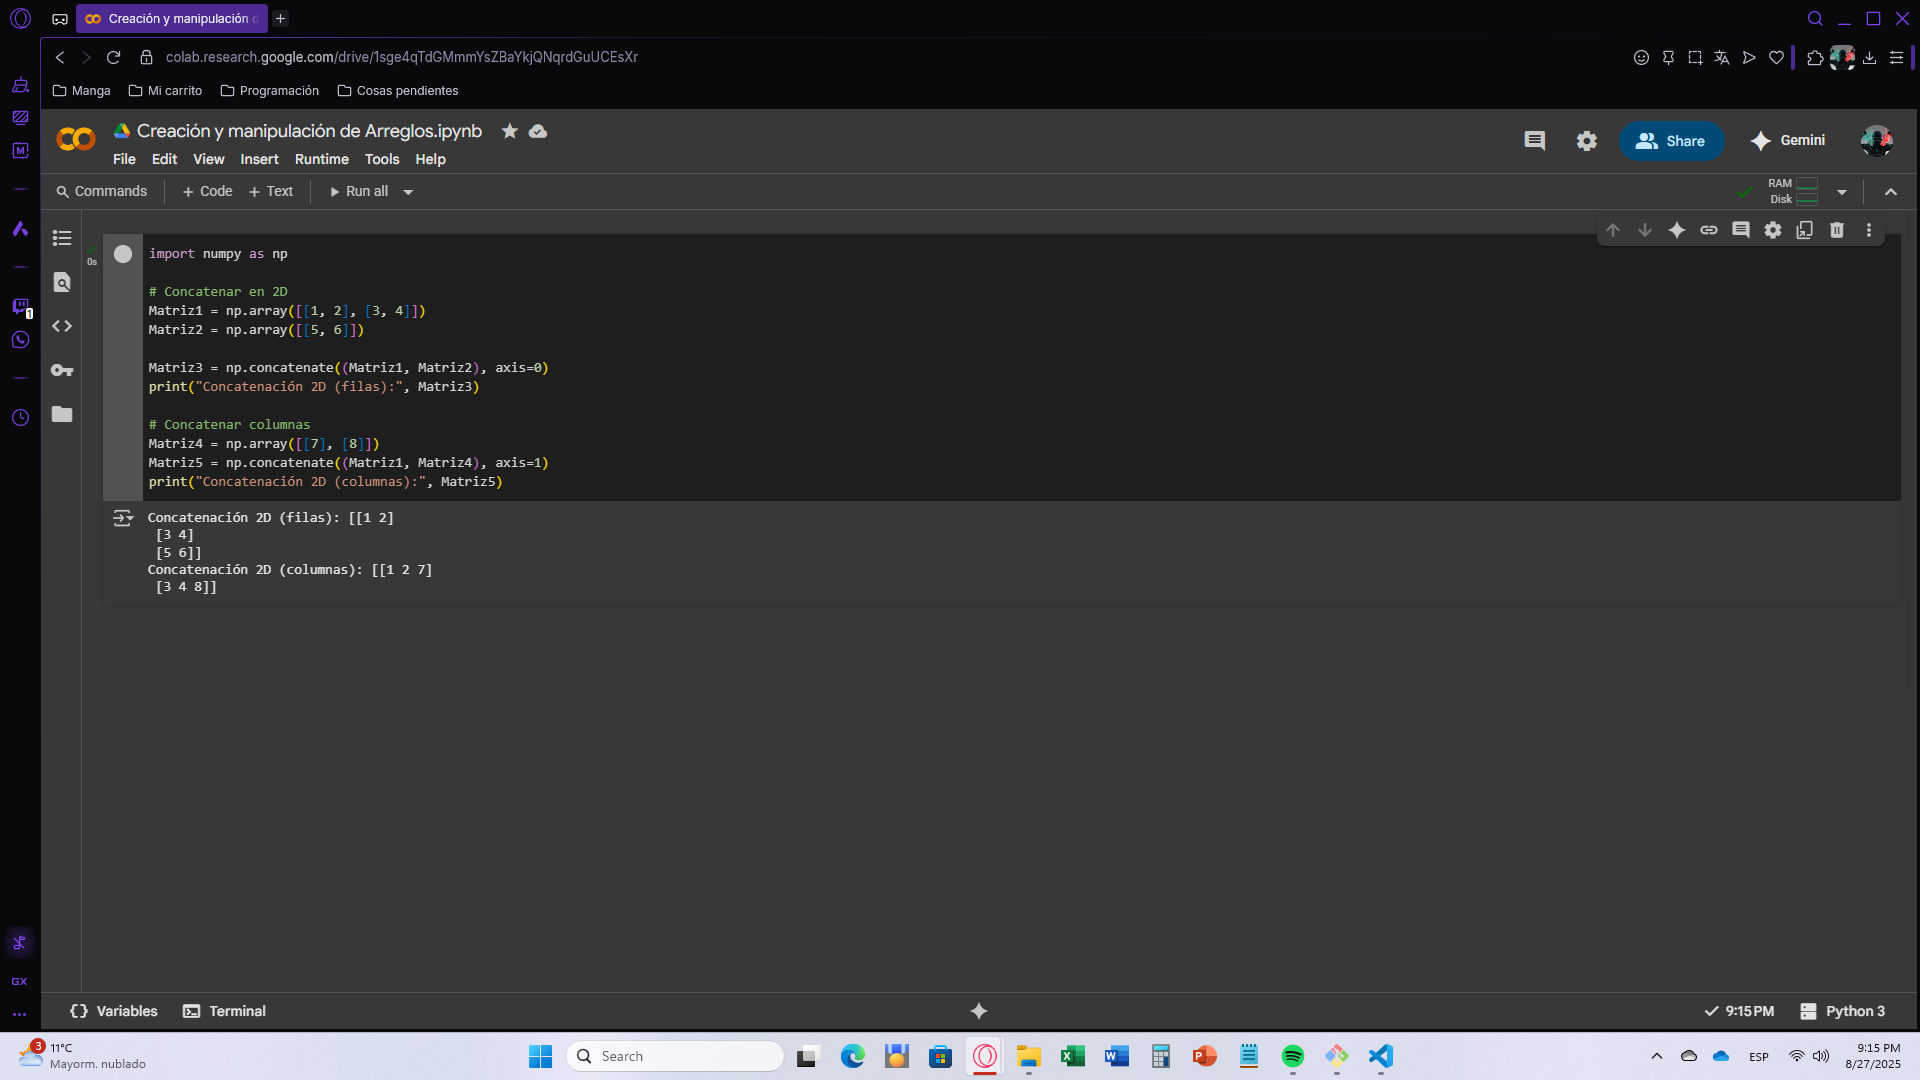 Creación y manipulación d
colab.research.google.com/drive/1sge4qTdGMmmYsZBaYkjQNqrdGuUCEsXr
Manga Mi carrito Programación Cosas pendientes
Creación y manipulación de Arreglos.ipynb
File Edit View Insert Runtime Tools Help
Share
Gemini
Commands + Code + Text Run all
RAM
Disk
0s
import numpy as np
# Concatenar en 2D
Matriz1 = np.array([[1, 2], [3, 4]])
Matriz2 = np.array([[5, 6]])
Matriz3 = np.concatenate((Matriz1, Matriz2), axis=0)
print("Concatenación 2D (filas):", Matriz3)
# Concatenar columnas
Matriz4 = np.array([[7], [8]])
Matriz5 = np.concatenate((Matriz1, Matriz4), axis=1)
print("Concatenación 2D (columnas):", Matriz5)
Concatenación 2D (filas): [[1 2]
[3 4]
[5 6]]
Concatenación 2D (columnas): [[1 2 7]
[3 4 8]]
M
1
GX
{} Variables Terminal
9:15 PM Python 3
3
11°C
Mayorm. nublado
Search
ESP
9:15 PM
8/27/2025